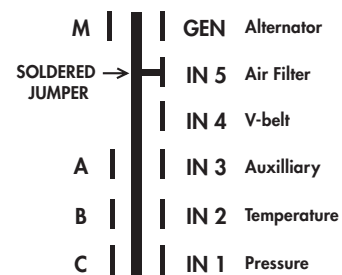 M GEN Alternator
SOLDERED JUMPER IN 5 Air Filter
IN 4 V-belt
A IN 3 Auxilliary
B IN 2 Temperature
C IN 1 Pressure